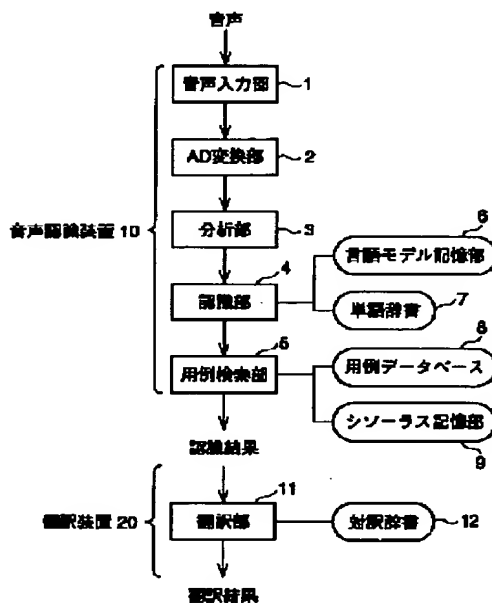 音声
音声入力部 1
AD変換部 2
分析部 3
音声認識装置 10
認識部 4
言語モデル記憶部 6
単語辞書 7
用例検索部 5
用例データベース 8
シソーラス記憶部 9
認識結果
翻訳装置 20
翻訳部 11
対訳辞書 12
翻訳結果